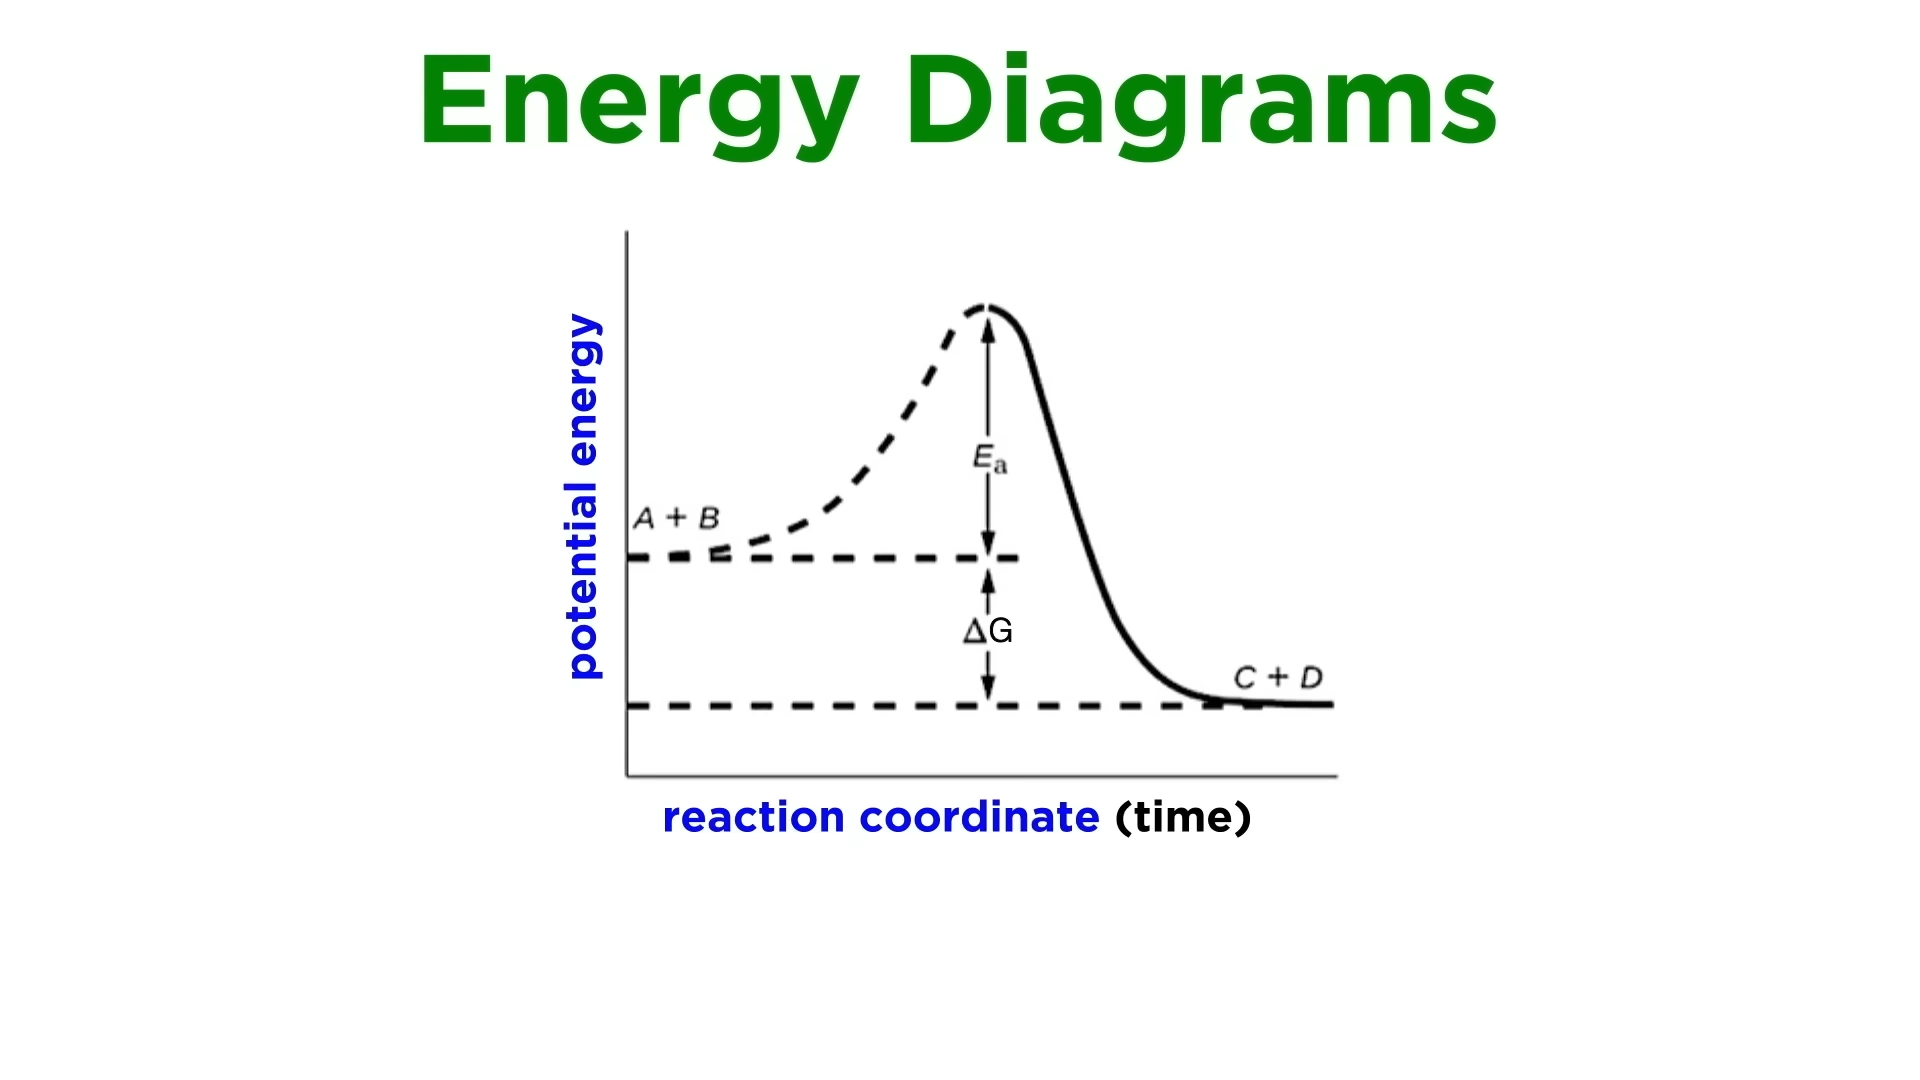 Energy Diagrams
potential energy
A + B
Ea
ΔG
C + D
reaction coordinate (time)